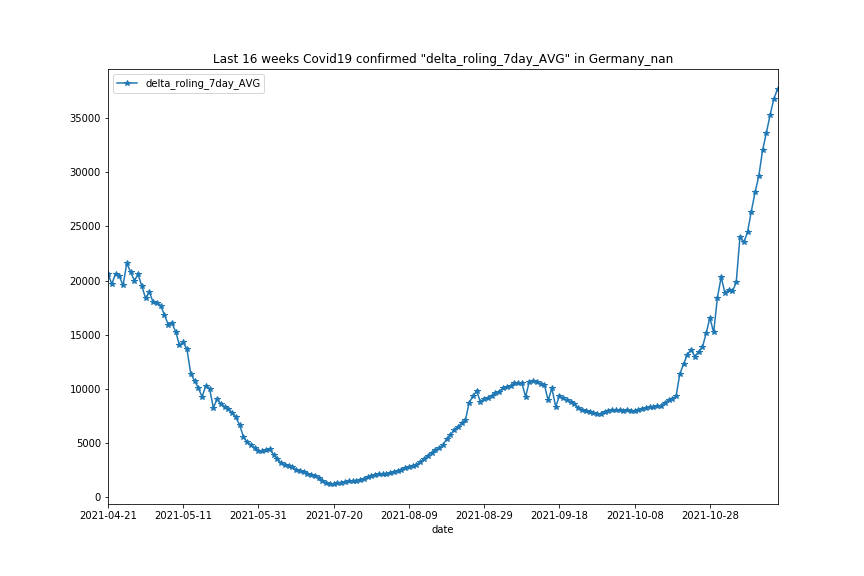 Last 16 weeks Covid19 confirmed "delta_roling_7day_AVG" in Germany_nan
delta_roling_7day_AVG
35000
30000
25000
20000
15000
10000
5000
0
2021-04-21 2021-05-11 2021-05-31 2021-07-20 2021-08-09 2021-08-29 2021-09-18 2021-10-08 2021-10-28
date